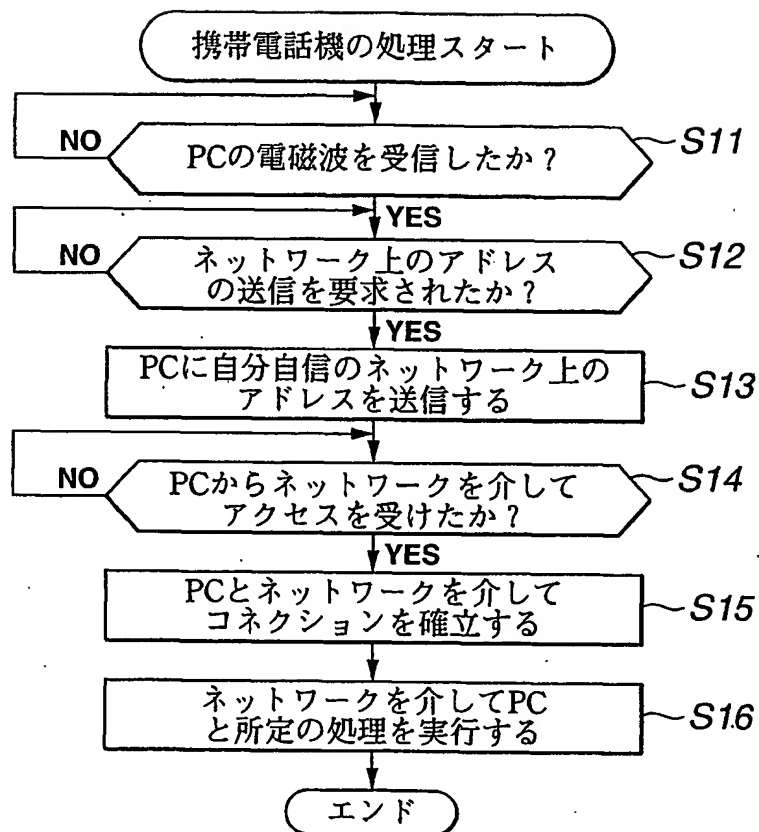 携帯電話機の処理スタート
NO
PCの電磁波を受信したか?
S11
YES
NO
ネットワーク上のアドレス
の送信を要求されたか?
S12
YES
PCに自分自信のネットワーク上の
アドレスを送信する
S13
NO
PCからネットワークを介して
アクセスを受けたか?
S14
YES
PCとネットワークを介して
コネクションを確立する
S15
ネットワークを介してPC
と所定の処理を実行する
S16
エンド